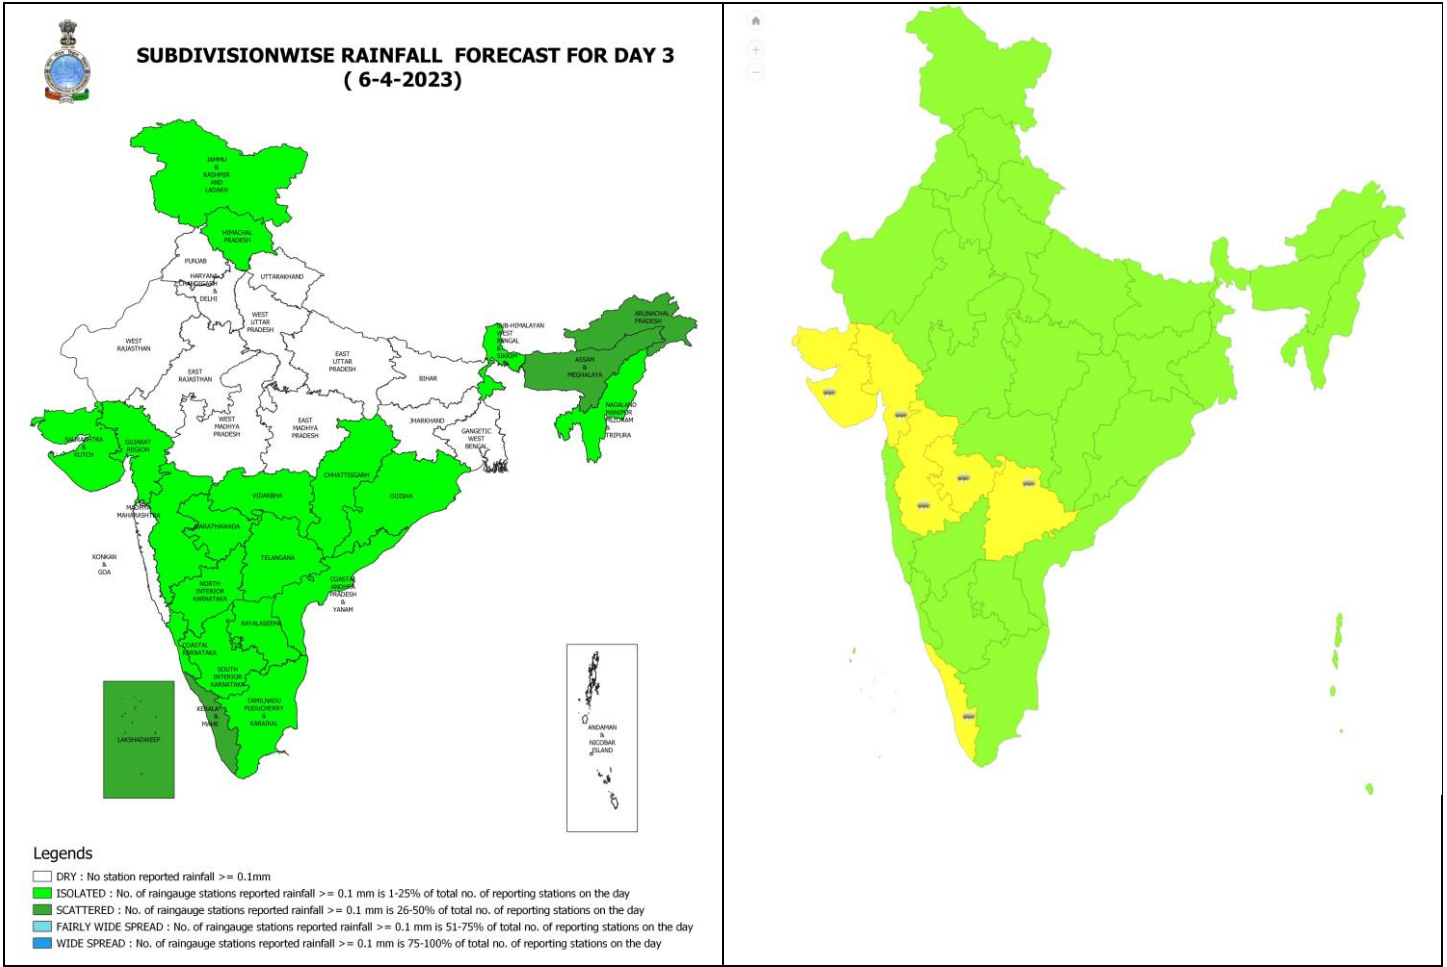 SUBDIVISIONWISE RAINFALL FORECAST FOR DAY 3
( 6-4-2023)
JAMMU
&
KASHMIR
AND
LADAKH
HIMACHAL
PRADESH
PUNJAB
HARYANA
CHANDIGARH
&
DELHI
UTTARAKHAND
WEST
UTTAR
PRADESH
WEST
RAJASTHAN
EAST
RAJASTHAN
EAST
UTTAR
PRADESH
BIHAR
SUB-HIMALAYAN
WEST
BENGAL
&
SIKKIM
ARUNACHAL
PRADESH
ASSAM
&
MEGHALAYA
NAGALAND
MANIPUR
MIZORAM
&
TRIPURA
SAURASHTRA
&
KUTCH
GUJARAT
REGION
WEST
MADHYA
PRADESH
EAST
MADHYA
PRADESH
JHARKHAND
GANGETIC
WEST
BENGAL
CHHATTISGARH
ODISHA
VIDARBHA
MADHYA
MAHARASHTRA
MARATHAWADA
KONKAN
&
GOA
TELANGANA
NORTH
INTERIOR
KARNATAKA
COASTAL
ANDHRA
PRADESH
&
YANAM
RAYALASEEMA
COASTAL
KARNATAKA
SOUTH
INTERIOR
KARNATAKA
KERALA
&
MAHE
TAMILNADU
PUDUCHERRY
&
KARAIKAL
LAKSHADWEEP
ANDAMAN
&
NICOBAR
ISLAND
Legends
DRY : No station reported rainfall >= 0.1mm
ISOLATED : No. of raingauge stations reported rainfall >= 0.1 mm is 1-25% of total no. of reporting stations on the day
SCATTERED : No. of raingauge stations reported rainfall >= 0.1 mm is 26-50% of total no. of reporting stations on the day
FAIRLY WIDE SPREAD : No. of raingauge stations reported rainfall >= 0.1 mm is 51-75% of total no. of reporting stations on the day
WIDE SPREAD : No. of raingauge stations reported rainfall >= 0.1 mm is 75-100% of total no. of reporting stations on the day